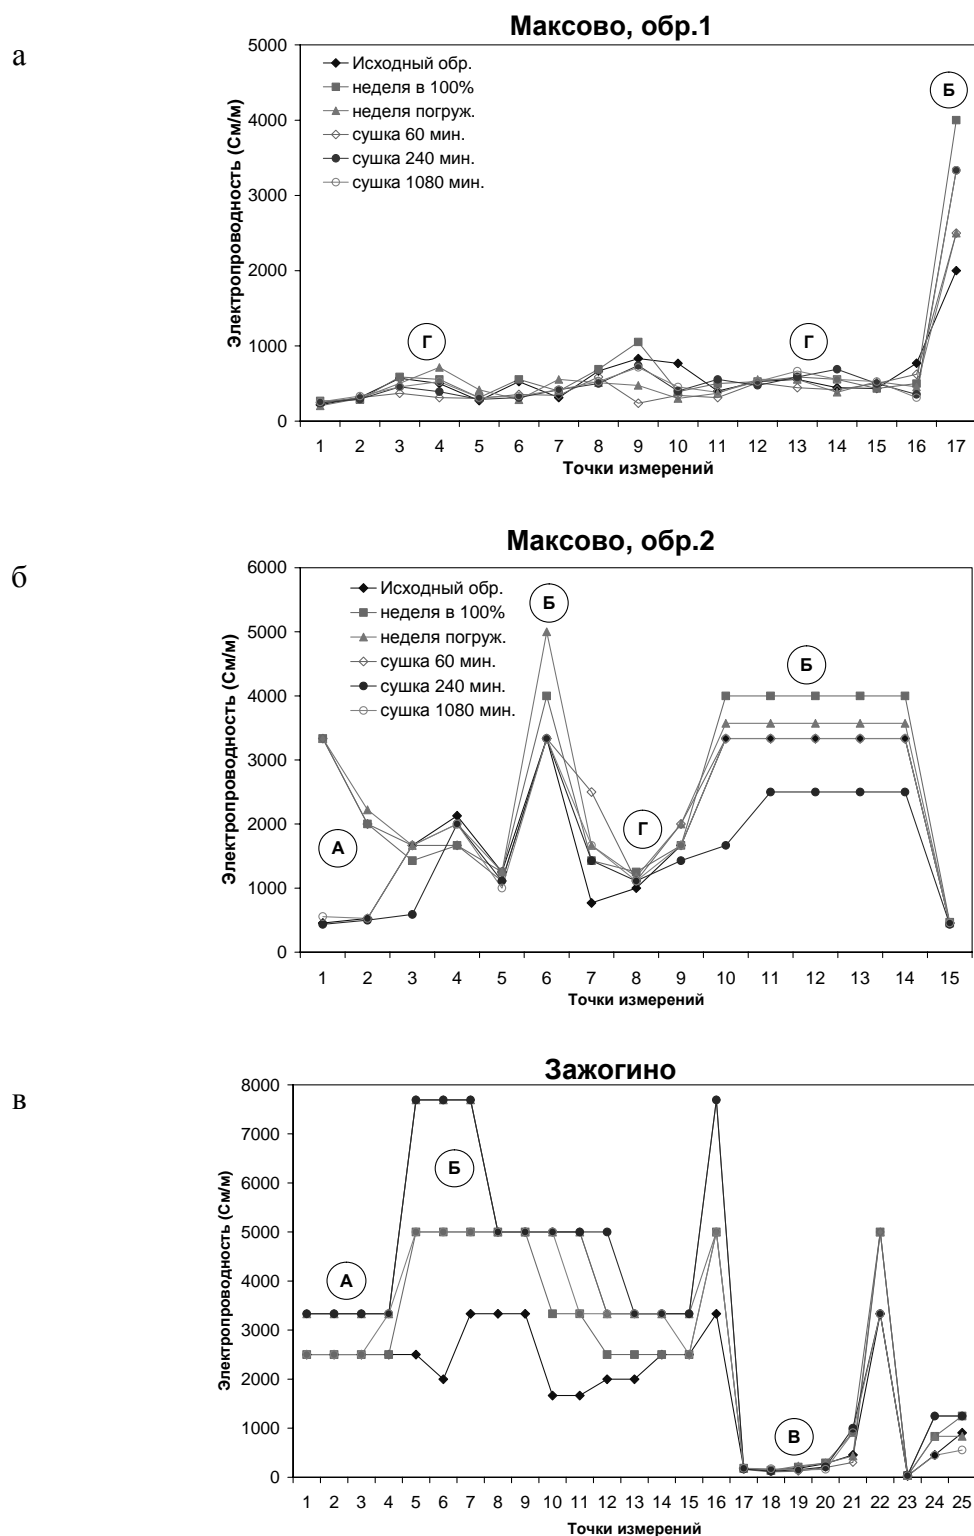 а
Максово, обр.1
Электропроводность (См/м)
5000
4000
3000
2000
1000
0
Исходный обр.
неделя в 100%
неделя погруж.
сушка 60 мин.
сушка 240 мин.
сушка 1080 мин.
Б
Г
Г
1 2 3 4 5 6 7 8 9 10 11 12 13 14 15 16 17
Точки измерений
б
Максово, обр.2
Электропроводность (См/м)
6000
5000
4000
3000
2000
1000
0
Исходный обр.
неделя в 100%
неделя погруж.
сушка 60 мин.
сушка 240 мин.
сушка 1080 мин.
Б
Б
Г
А
1 2 3 4 5 6 7 8 9 10 11 12 13 14 15
Точки измерений
в
Зажогино
Электропроводность (См/м)
8000
7000
6000
5000
4000
3000
2000
1000
0
Б
А
В
1 2 3 4 5 6 7 8 9 10 11 12 13 14 15 16 17 18 19 20 21 22 23 24 25
Точки измерений